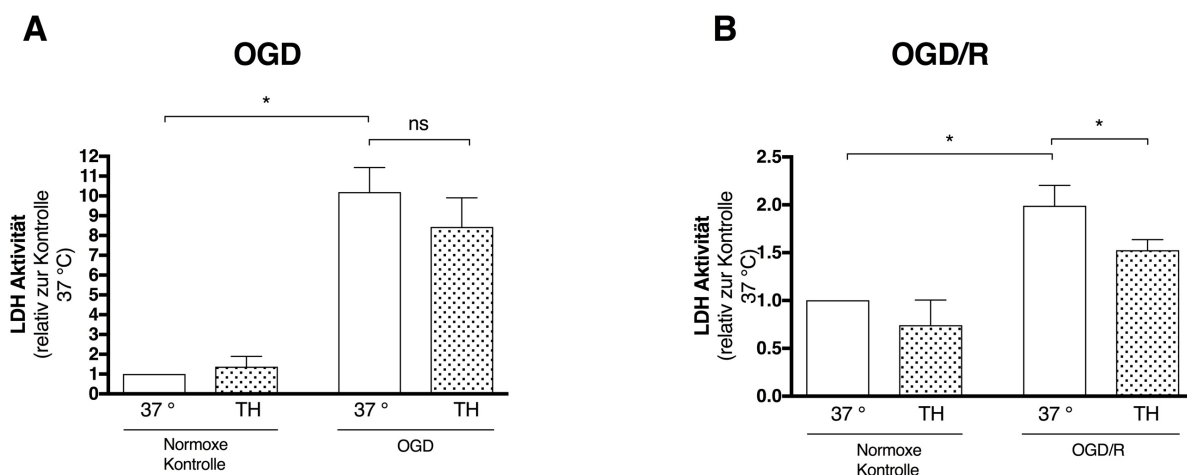 A
OGD
*
ns
LDH Aktivität
(relativ zur Kontrolle
37 °C)
12
11
10
9
8
7
6
5
4
3
2
1
0
37 °
TH
37 °
TH
Normoxe
Kontrolle
OGD
B
OGD/R
*
*
LDH Aktivität
(relativ zur Kontrolle
37 °C)
2.5
2.0
1.5
1.0
0.5
0.0
37 °
TH
37 °
TH
Normoxe
Kontrolle
OGD/R